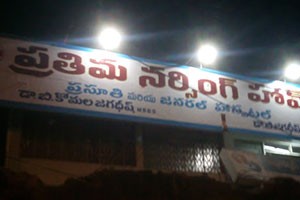 ప్రతిమ నర్సింగ్ హోమ్
ప్రసూతి మరియు జనరల్ హాస్పిటల్
డా.బి.కోమల జగదీష్